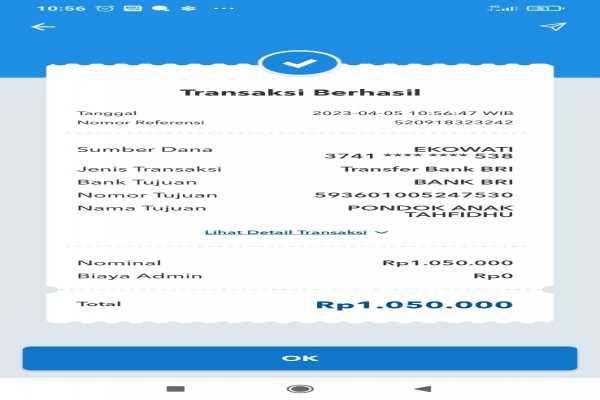 10:56
Transaksi Berhasil
Tanggal 2023-04-05 10:56:47 WIB
Nomor Referensi 520918323242
Sumber Dana EKOWATI
3741 **** **** 538
Jenis Transaksi Transfer Bank BRI
Bank Tujuan BANK BRI
Nomor Tujuan 593601005247530
Nama Tujuan PONDOK ANAK
TAHFIDHU
Lihat Detail Transaksi
Nominal Rp1.050.000
Biaya Admin Rp0
Total Rp1.050.000
OK